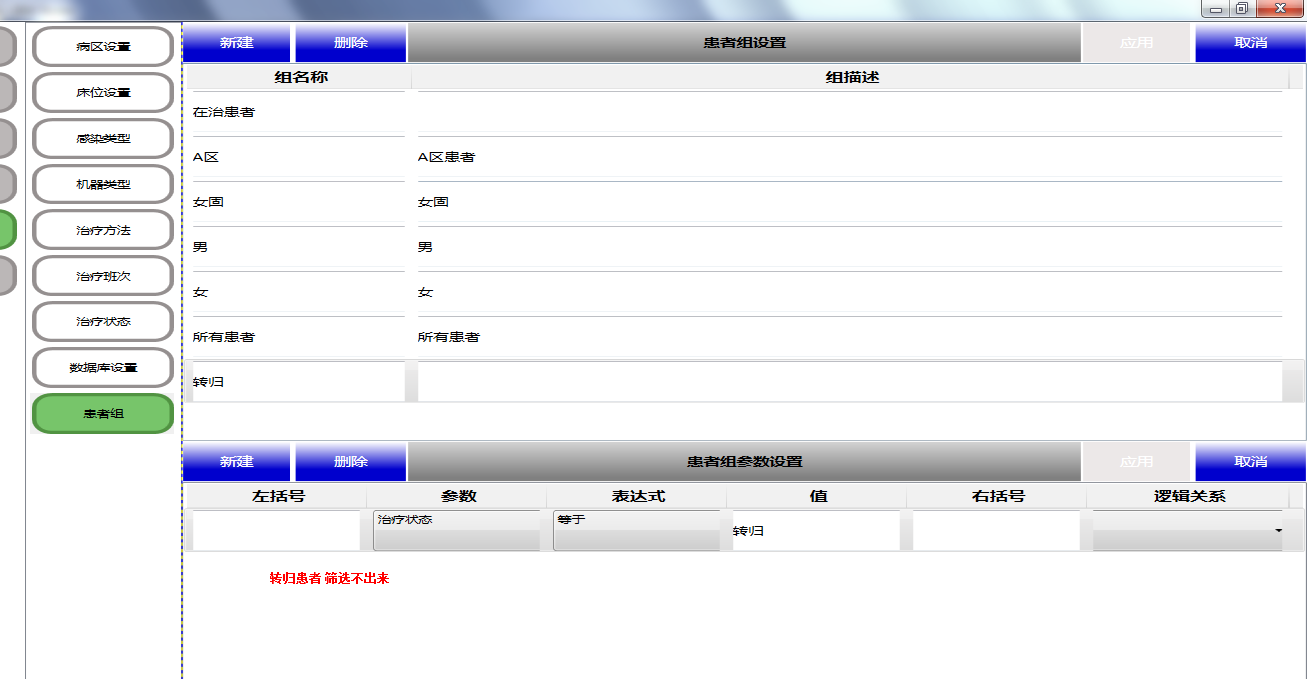 病区设置
床位设置
感染类型
机器类型
治疗方法
治疗班次
治疗状态
数据库设置
患者组
新建 删除 患者组设置 应用 取消
组名称 组描述
在治患者
A区 A区患者
女固 女固
男 男
女 女
所有患者 所有患者
转归
新建 删除 患者组参数设置 应用 取消
左括号 参数 表达式 值 右括号 逻辑关系
治疗状态 等于 转归
转归患者 筛选不出来